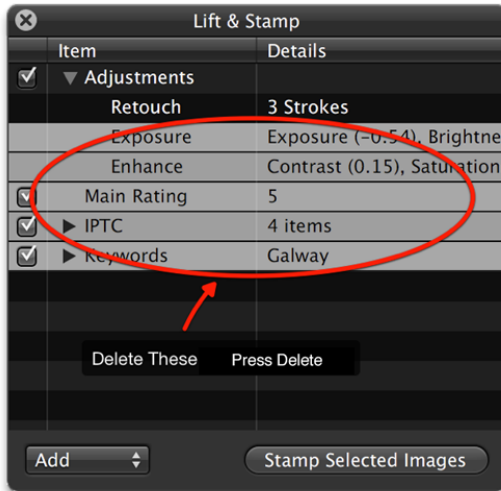 Lift & Stamp
Item Details
Adjustments
Retouch 3 Strokes
Exposure Exposure (-0.54), Brightne
Enhance Contrast (0.15), Saturation
Main Rating 5
IPTC 4 items
Keywords Galway
Delete These Press Delete
Add Stamp Selected Images